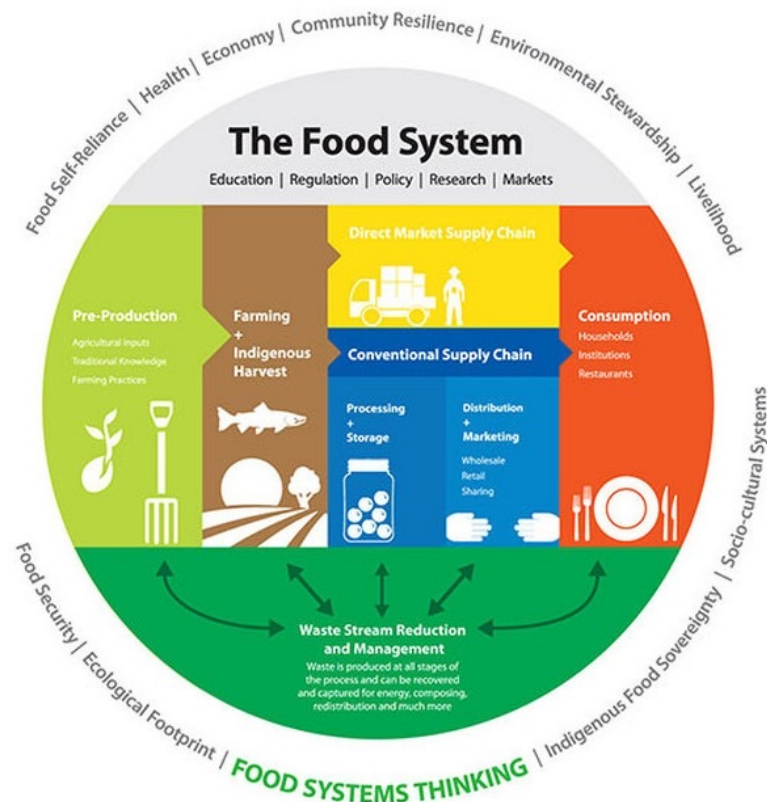 Food Self-Reliance | Health | Economy | Community Resilience | Environmental Stewardship | Livelihood
The Food System
Education | Regulation | Policy | Research | Markets
Pre-Production
Agricultural Inputs
Traditional Knowledge
Farming Practices
Farming
+
Indigenous
Harvest
Direct Market Supply Chain
Conventional Supply Chain
Processing
+
Storage
Distribution
+
Marketing
Wholesale
Retail
Sharing
Consumption
Households
Institutions
Restaurants
Waste Stream Reduction
and Management
Waste is produced at all stages of
the process and can be recovered
and captured for energy, composing,
redistribution and much more
Food Security | Ecological Footprint | FOOD SYSTEMS THINKING | Indigenous Food Sovereignty | Socio-cultural Systems